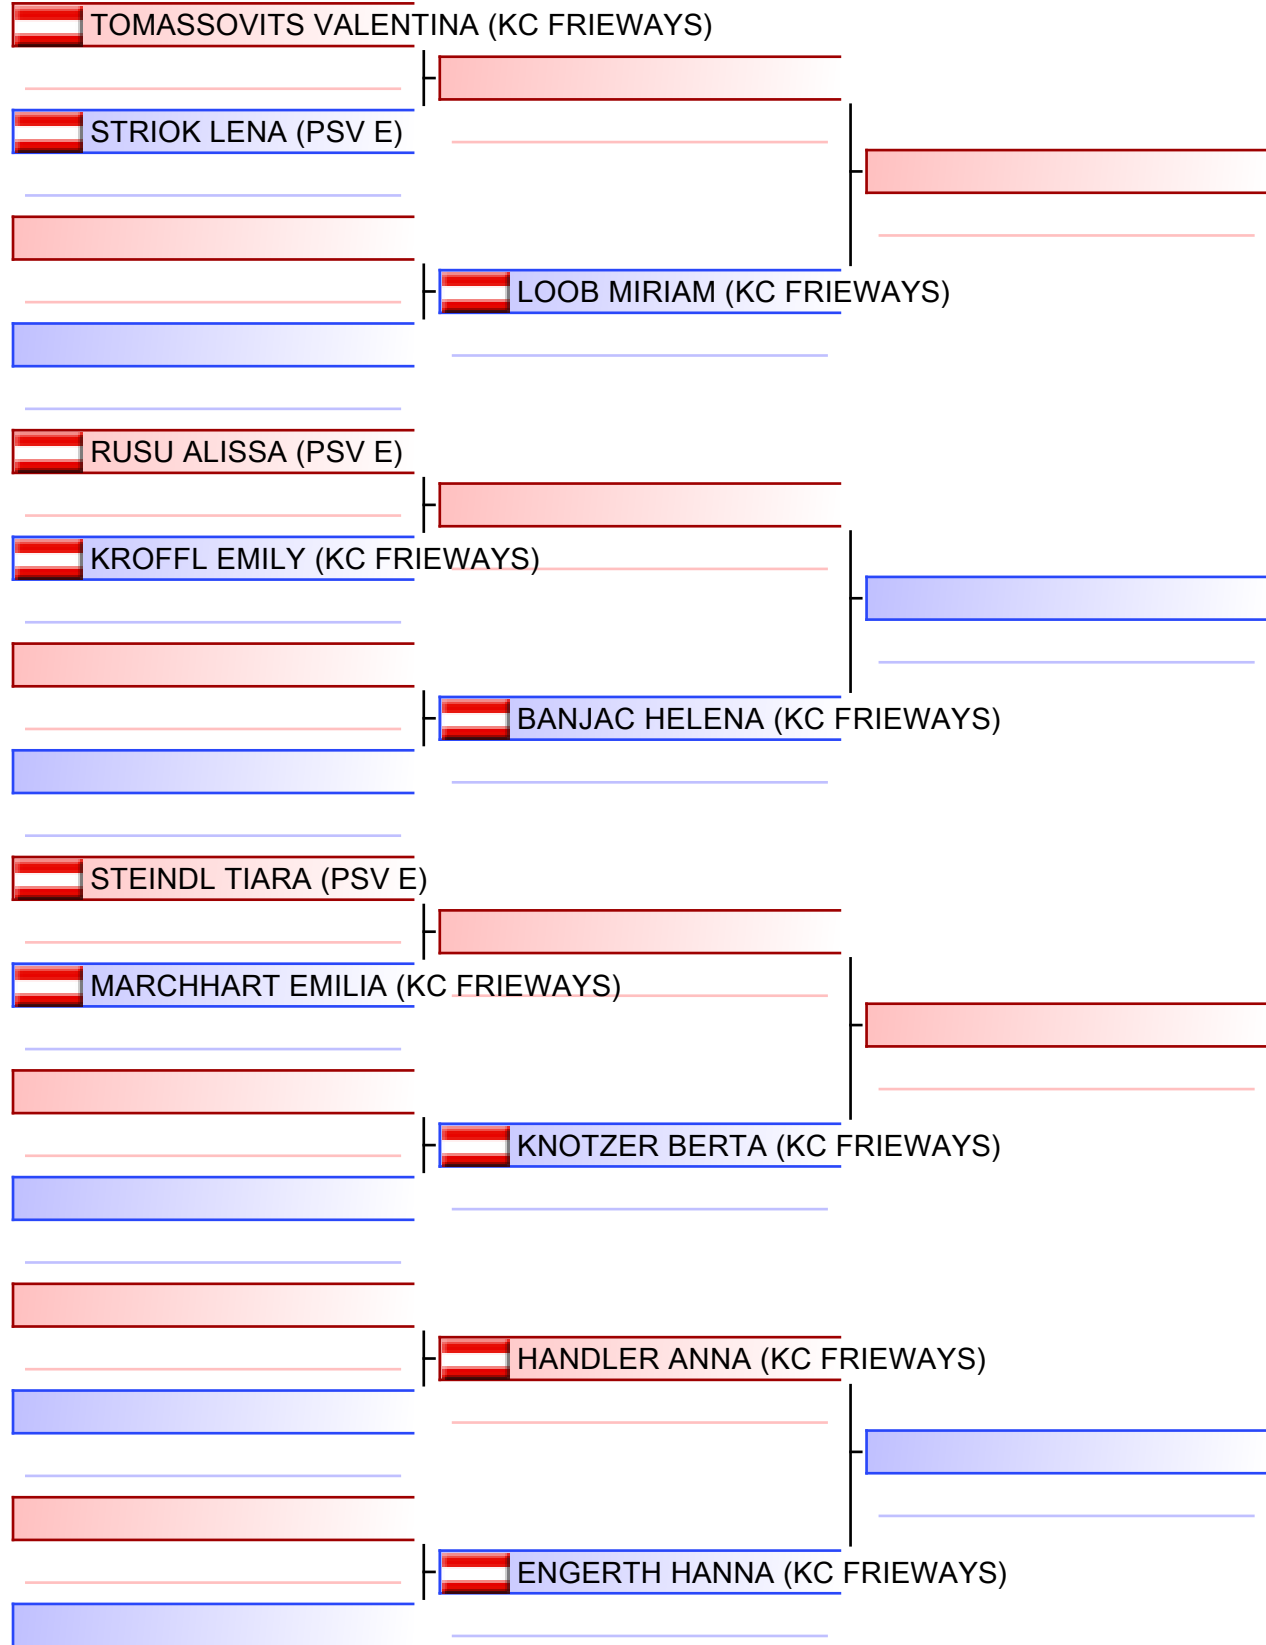 TOMASSOVITS VALENTINA (KC FRIEWAYS)
STRIOK LENA (PSV E)
LOOB MIRIAM (KC FRIEWAYS)
RUSU ALISSA (PSV E)
KROFFL EMILY (KC FRIEWAYS)
BANJAC HELENA (KC FRIEWAYS)
STEINDL TIARA (PSV E)
MARCHHART EMILIA (KC FRIEWAYS)
KNOTZER BERTA (KC FRIEWAYS)
HANDLER ANNA (KC FRIEWAYS)
ENGERTH HANNA (KC FRIEWAYS)